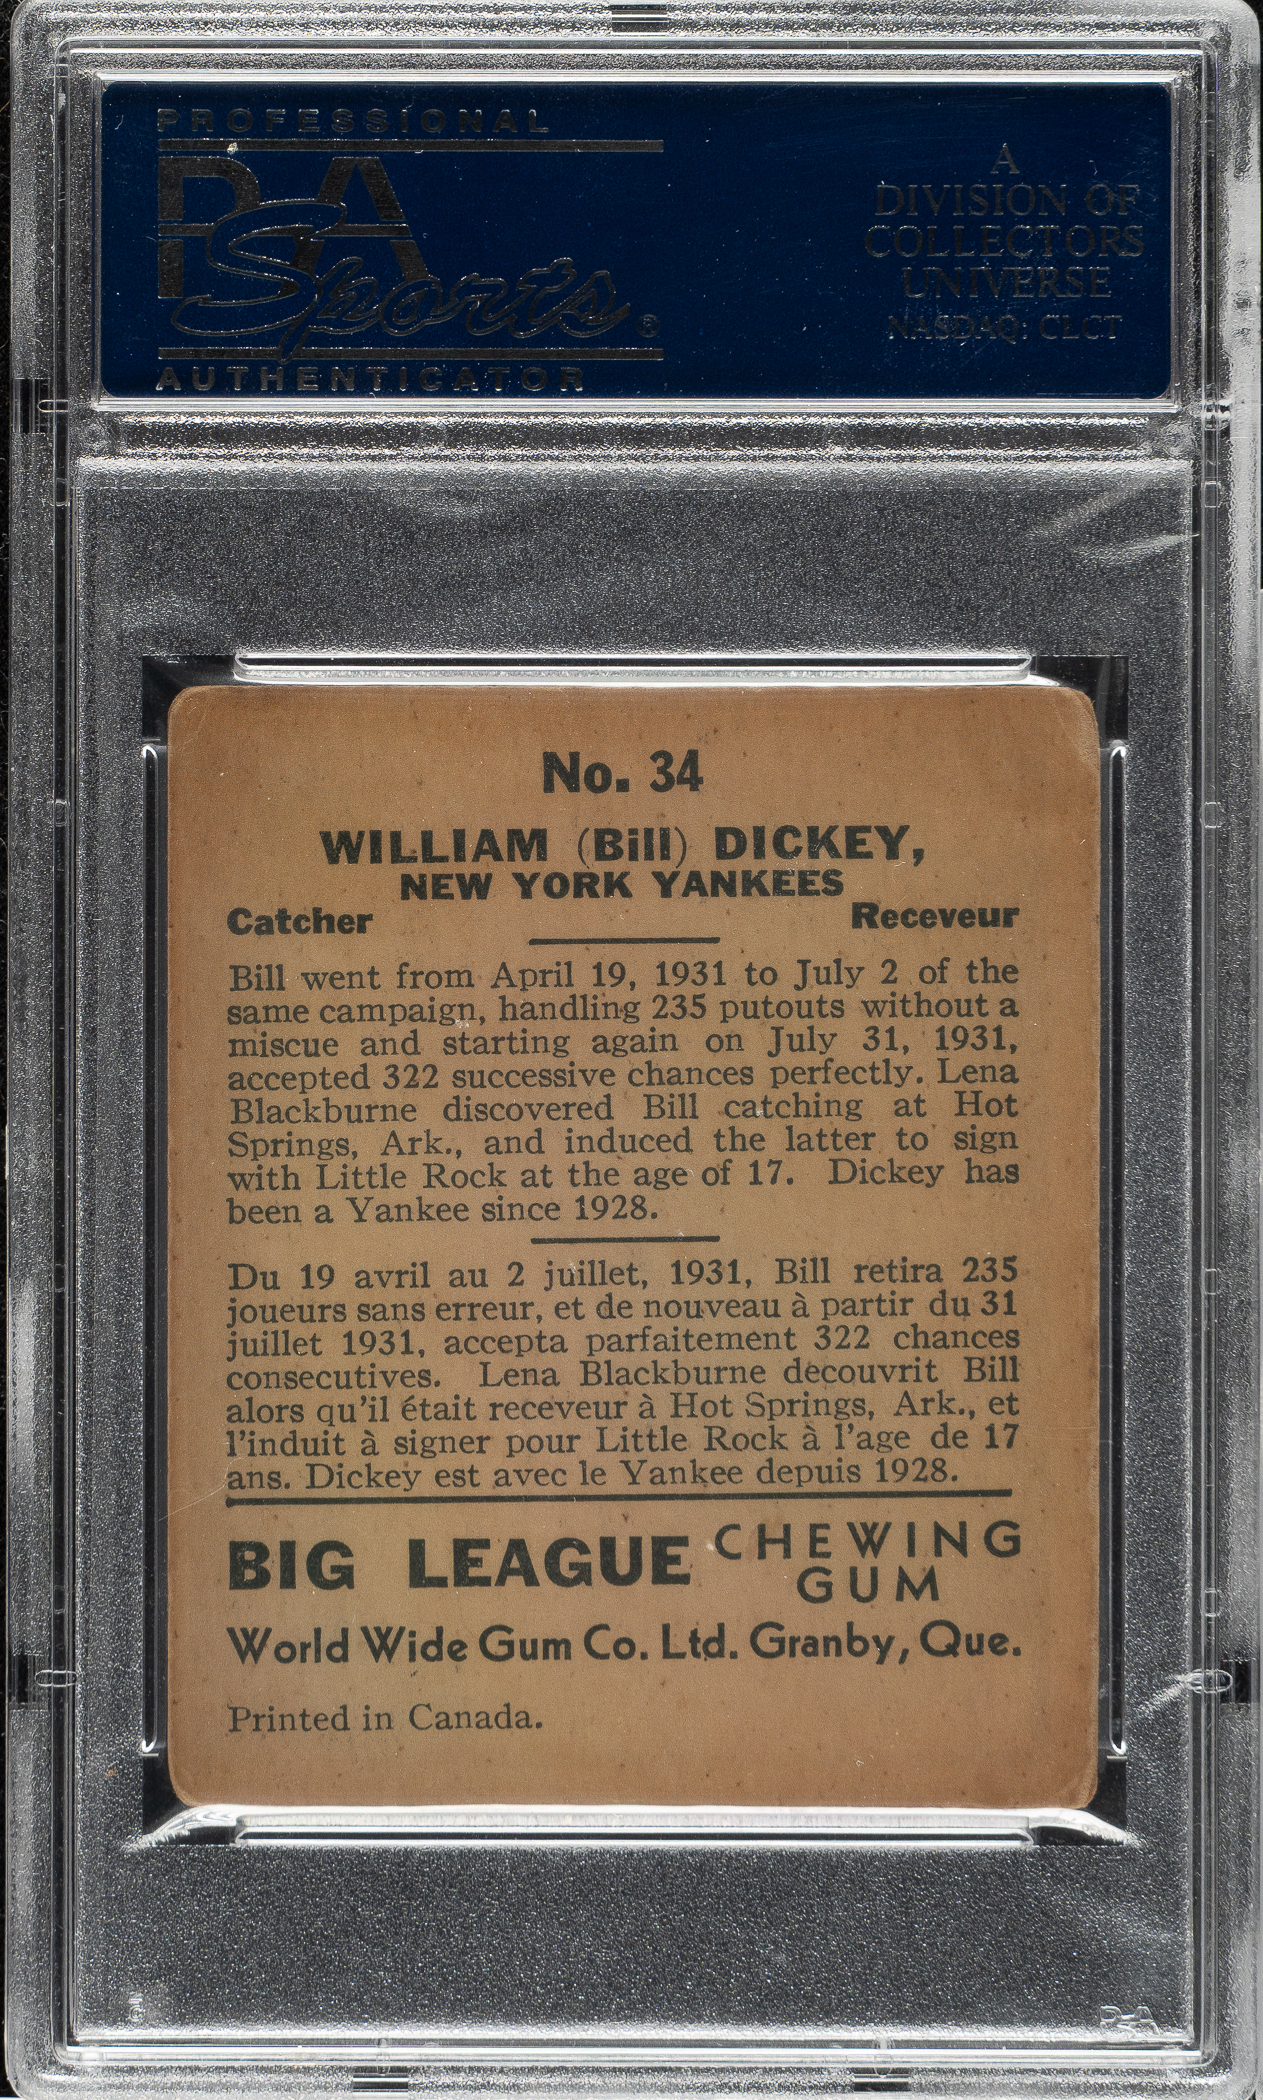 PROFESSIONAL
PSA
Sports®
AUTHENTICATOR
A
DIVISION OF
COLLECTORS
UNIVERSE
NASDAQ: CLCT
No. 34
WILLIAM (Bill) DICKEY,
NEW YORK YANKEES
Catcher Receveur
Bill went from April 19, 1931 to July 2 of the
same campaign, handling 235 putouts without a
miscue and starting again on July 31, 1931,
accepted 322 successive chances perfectly. Lena
Blackburne discovered Bill catching at Hot
Springs, Ark., and induced the latter to sign
with Little Rock at the age of 17. Dickey has
been a Yankee since 1928.
Du 19 avril au 2 juillet, 1931, Bill retira 235
joueurs sans erreur, et de nouveau à partir du 31
juillet 1931, accepta parfaitement 322 chances
consecutives. Lena Blackburne decouvrit Bill
alors qu'il était receveur à Hot Springs, Ark., et
l'induit à signer pour Little Rock à l'age de 17
ans. Dickey est avec le Yankee depuis 1928.
BIG LEAGUE CHEWING
GUM
World Wide Gum Co. Ltd. Granby, Que.
Printed in Canada.
PSA